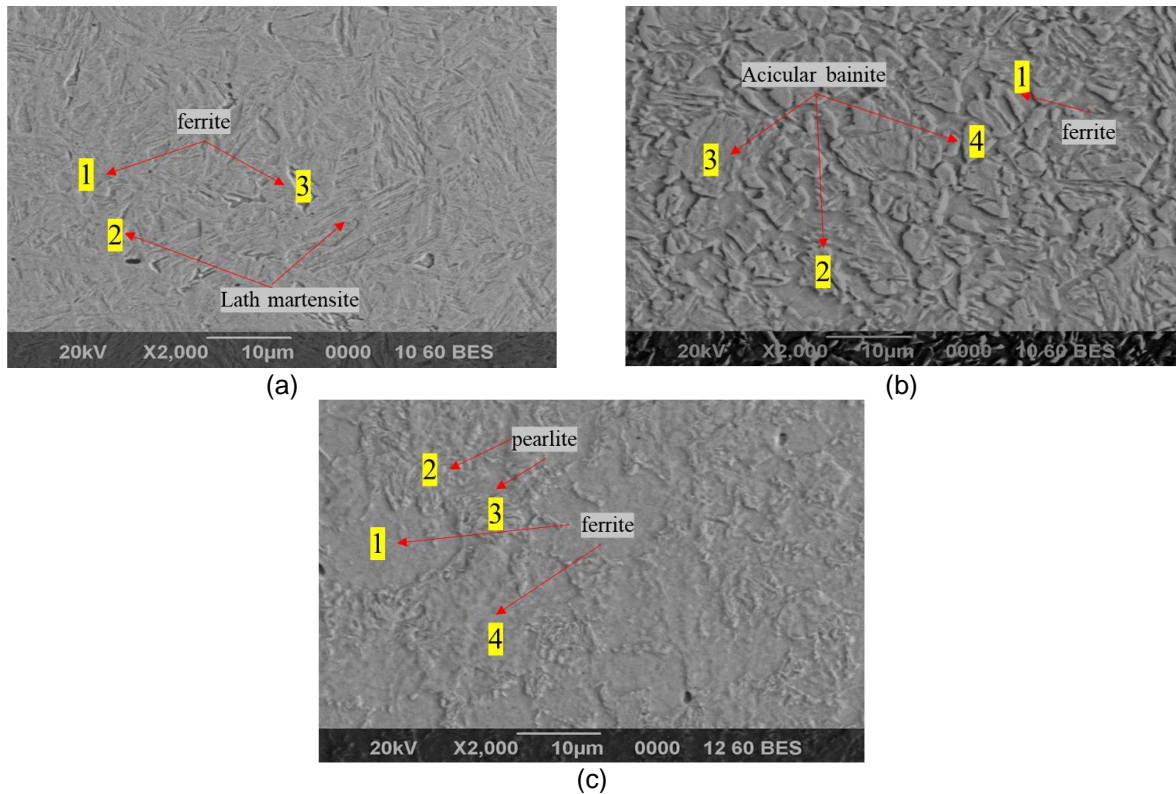 ferrite
1
3
2
Lath martensite
20kV X2,000 10µm 0000 10 60 BES
(a)
Acicular bainite
1
ferrite
3
4
2
20kV X2,000 10µm 0000 10 60 BES
(b)
pearlite
2
3
1
ferrite
4
20kV X2,000 10µm 0000 12 60 BES
(c)